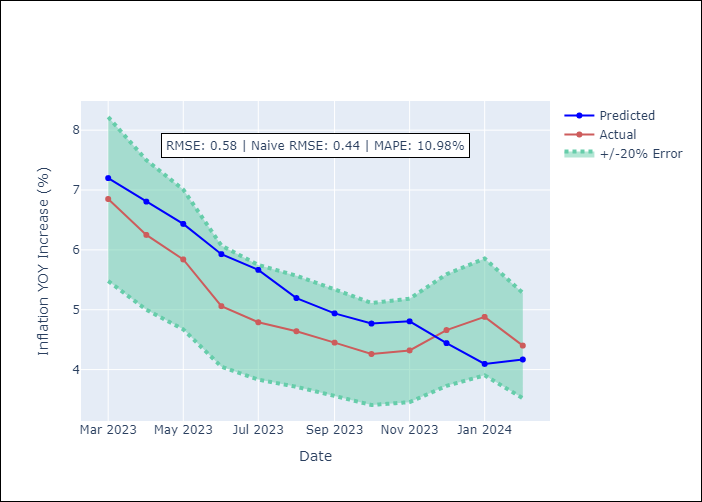 Predicted
Actual
+/-20% Error
RMSE: 0.58 | Naive RMSE: 0.44 | MAPE: 10.98%
Inflation YOY Increase (%)
8
7
6
5
4
Mar 2023 May 2023 Jul 2023 Sep 2023 Nov 2023 Jan 2024
Date